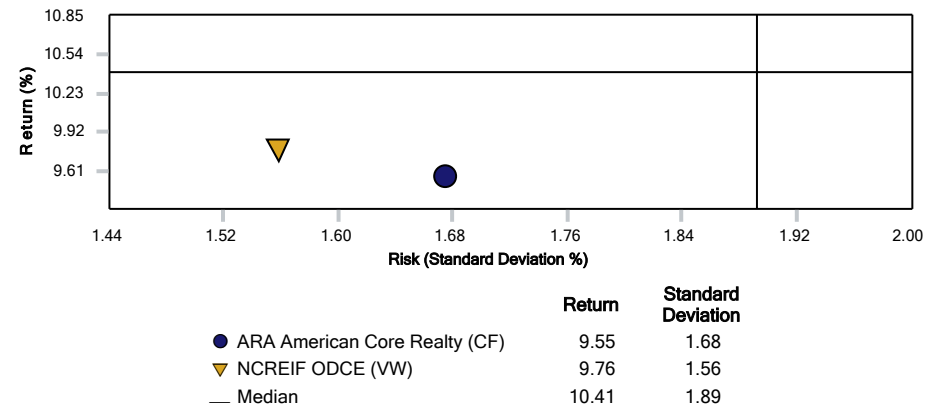 10.85
10.54
10.23
9.92
9.61
Return (%)
1.44 1.52 1.60 1.68 1.76 1.84 1.92 2.00
Risk (Standard Deviation %)
Return Standard Deviation
ARA American Core Realty (CF) 9.55 1.68
NCREIF ODCE (VW) 9.76 1.56
Median 10.41 1.89